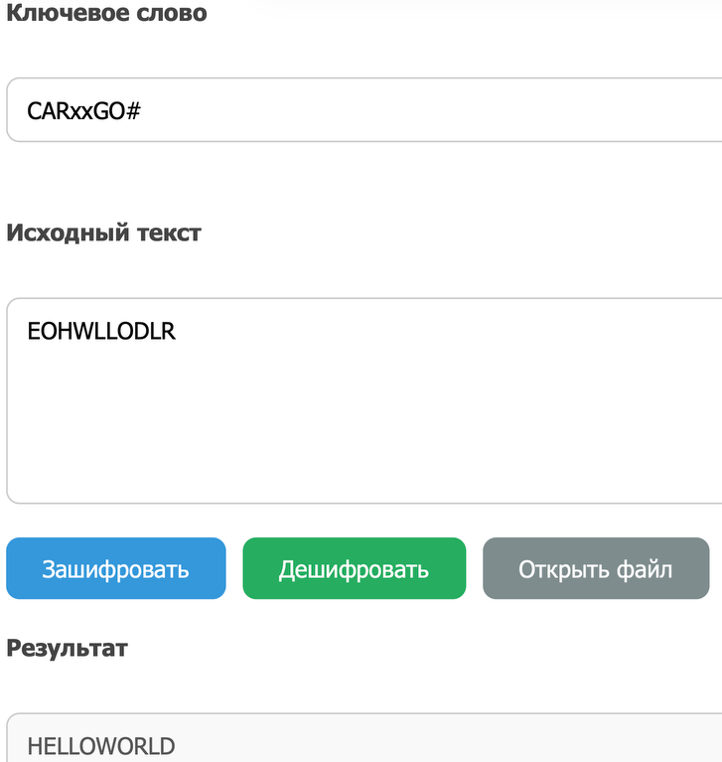 Ключевое слово
CARxxGO#
Исходный текст
EOHWLLODLR
Зашифровать
Дешифровать
Открыть файл
Результат
HELLOWORLD